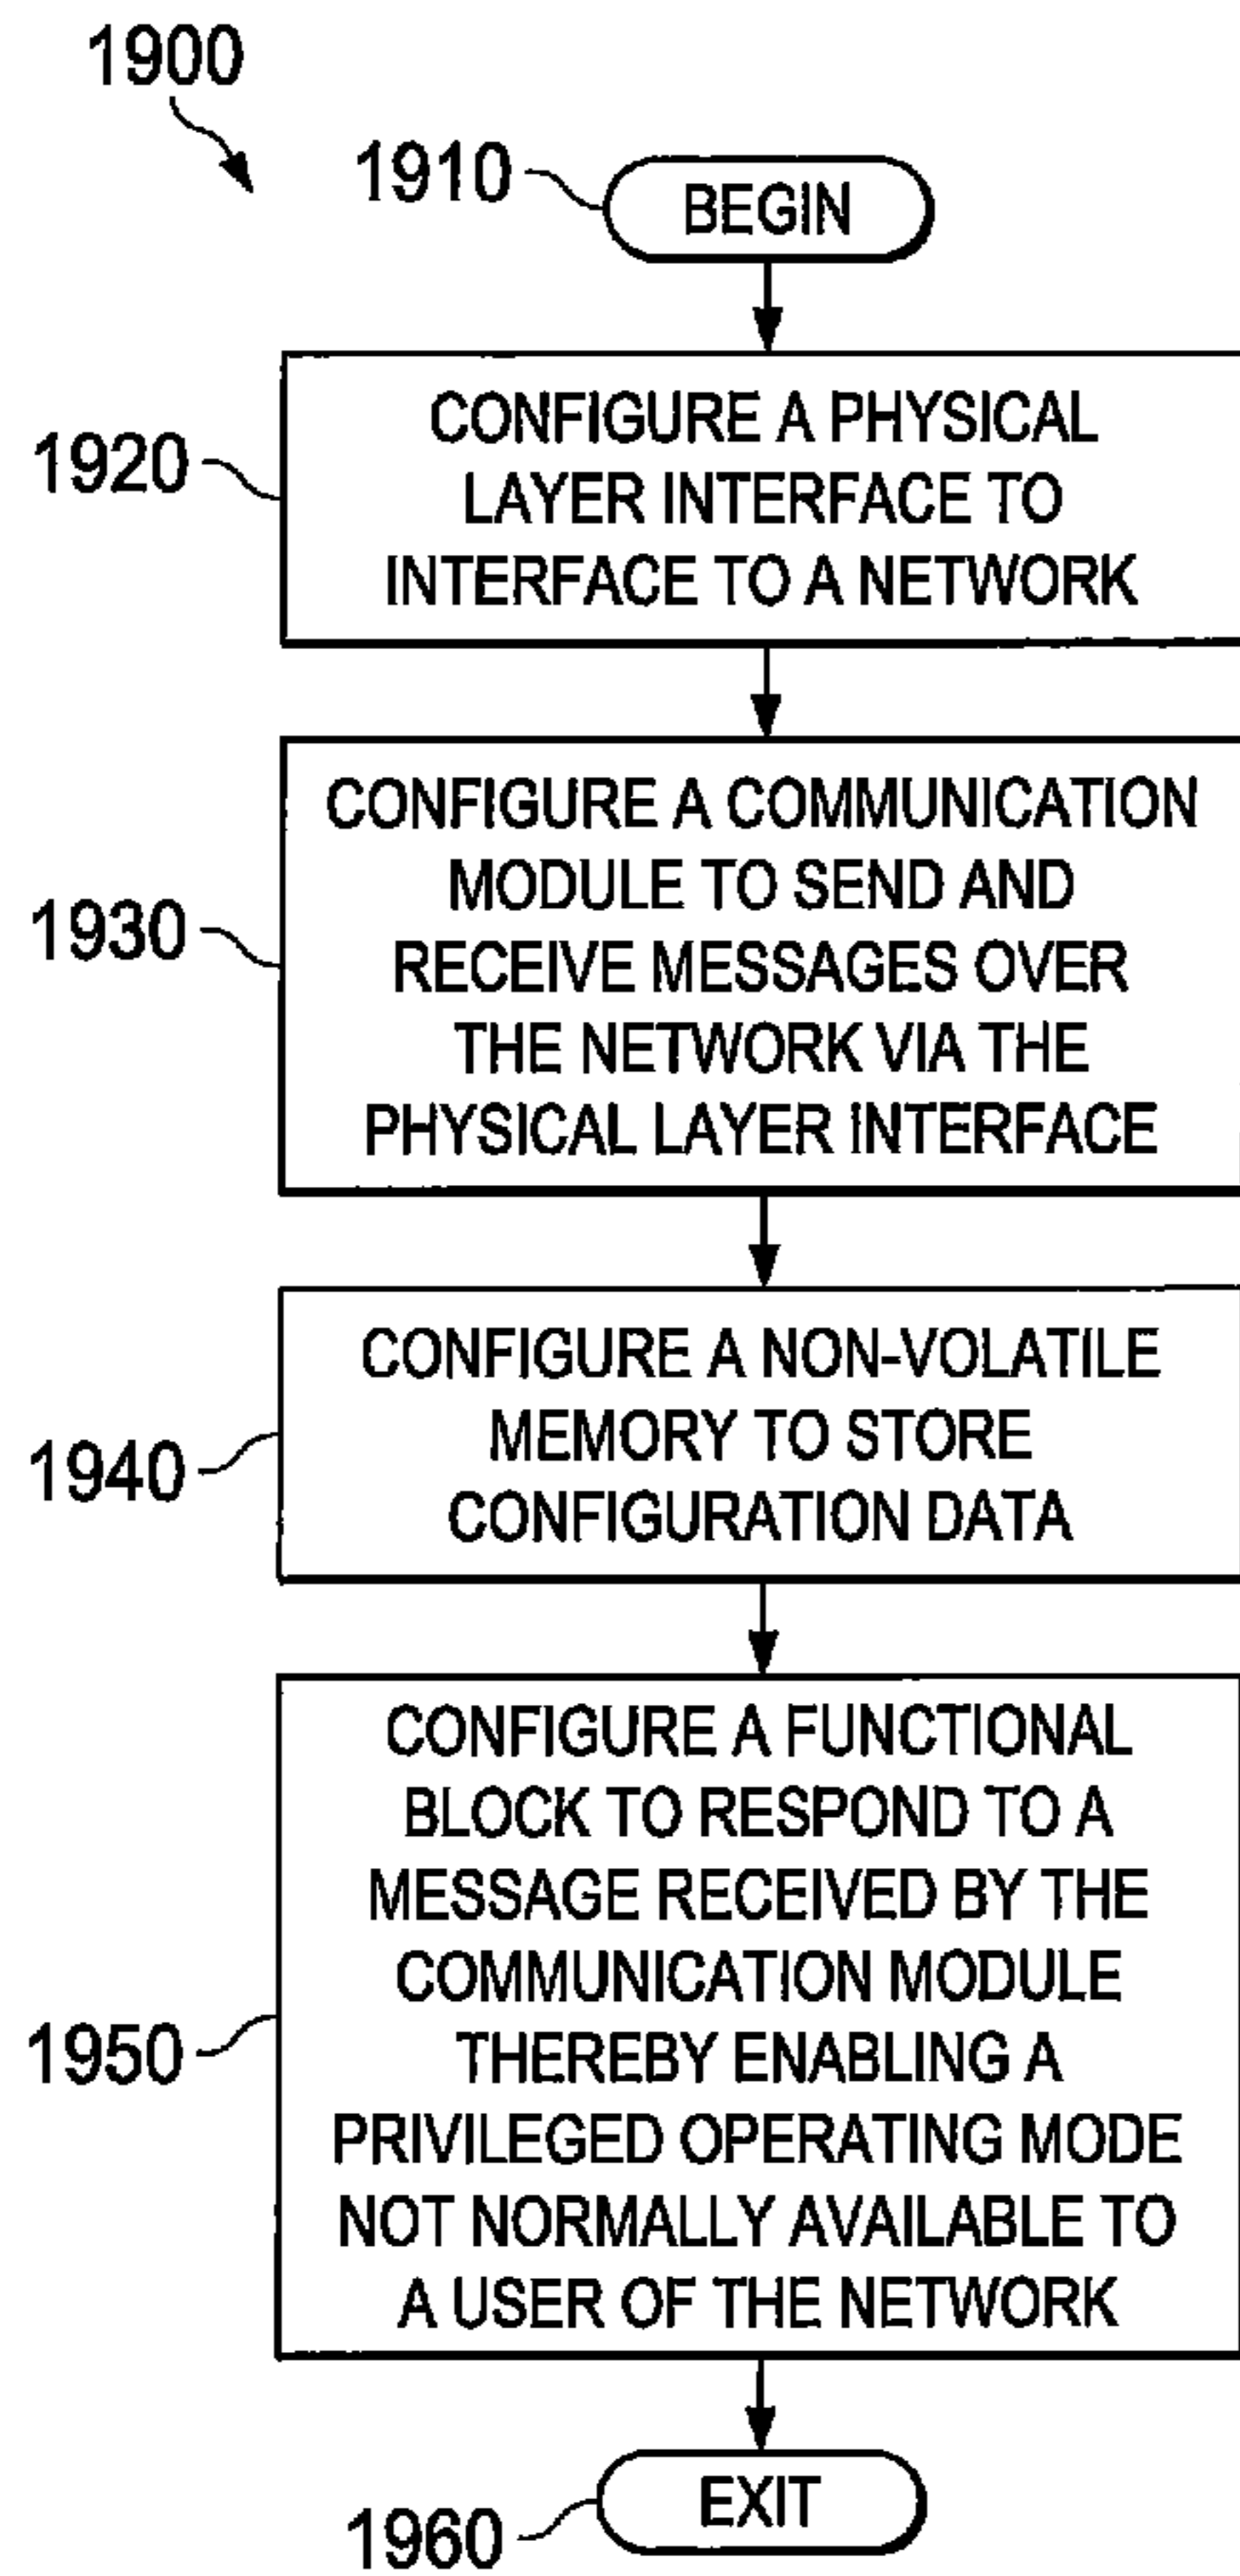 1900
1910
BEGIN
1920
CONFIGURE A PHYSICAL
LAYER INTERFACE TO
INTERFACE TO A NETWORK
1930
CONFIGURE A COMMUNICATION
MODULE TO SEND AND
RECEIVE MESSAGES OVER
THE NETWORK VIA THE
PHYSICAL LAYER INTERFACE
1940
CONFIGURE A NON-VOLATILE
MEMORY TO STORE
CONFIGURATION DATA
1950
CONFIGURE A FUNCTIONAL
BLOCK TO RESPOND TO A
MESSAGE RECEIVED BY THE
COMMUNICATION MODULE
THEREBY ENABLING A
PRIVILEGED OPERATING MODE
NOT NORMALLY AVAILABLE TO
A USER OF THE NETWORK
1960
EXIT